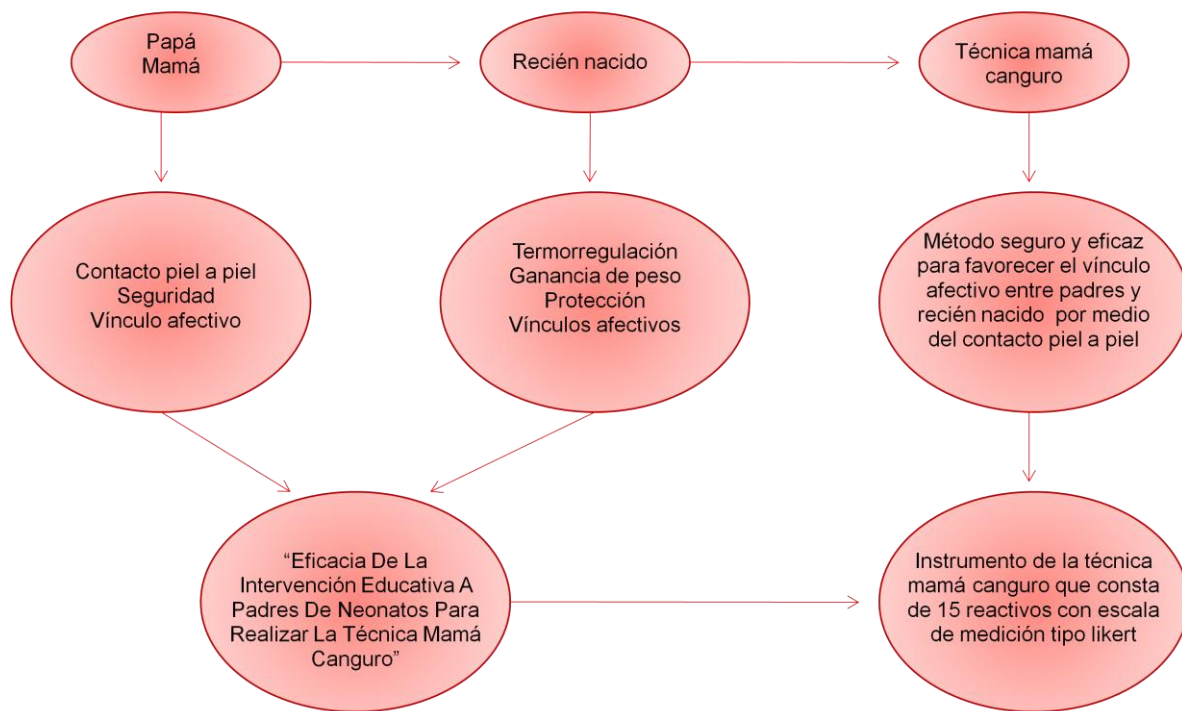 Papá
Mamá
Recién nacido
Técnica mamá
canguro
Contacto piel a piel
Seguridad
Vínculo afectivo
Termorregulación
Ganancia de peso
Protección
Vínculos afectivos
Método seguro y eficaz
para favorecer el vínculo
afectivo entre padres y
recién nacido por medio
del contacto piel a piel
“Eficacia De La
Intervención Educativa A
Padres De Neonatos Para
Realizar La Técnica Mamá
Canguro”
Instrumento de la técnica
mamá canguro que consta
de 15 reactivos con escala
de medición tipo likert